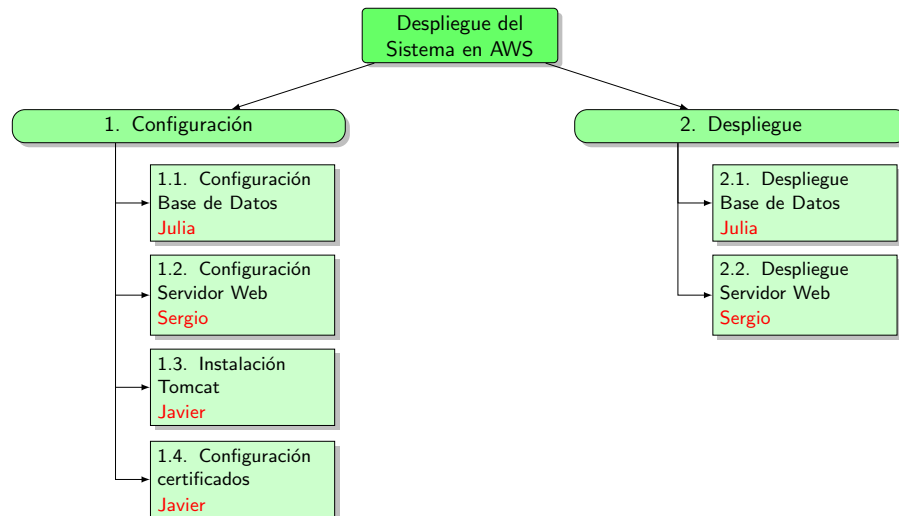 Despliegue del
Sistema en AWS
1. Configuración
2. Despliegue
1.1. Configuración
Base de Datos
Julia
1.2. Configuración
Servidor Web
Sergio
1.3. Instalación
Tomcat
Javier
1.4. Configuración
certificados
Javier
2.1. Despliegue
Base de Datos
Julia
2.2. Despliegue
Servidor Web
Sergio